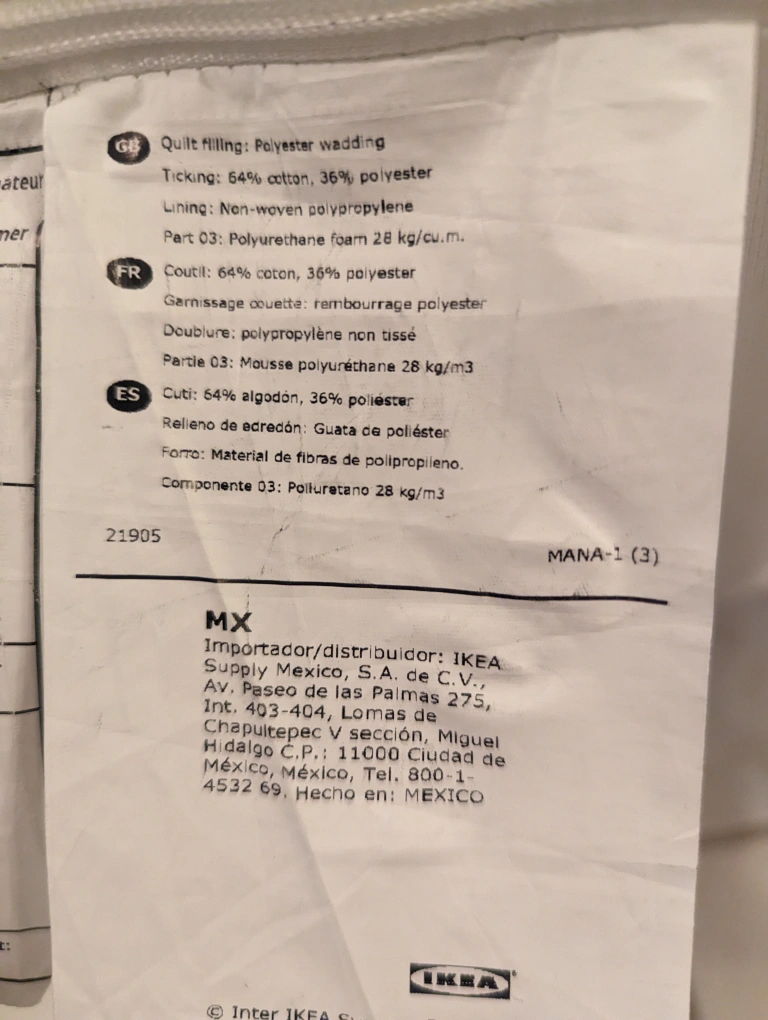 ateur
ner (
GB Quilt filling: Polyester wadding
Ticking: 64% cotton, 36% polyester
Lining: Non-woven polypropylene
Part 03: Polyurethane foam 28 kg/cu.m.
FR Coutil: 64% coton, 36% polyester
Garnissage couette: rembourrage polyester
Doublure: polypropylène non tissé
Partie 03: Mousse polyuréthane 28 kg/m3
ES Cutí: 64% algodón, 36% poliéster
Relleno de edredón: Guata de poliéster
Forro: Material de fibras de polipropileno.
Componente 03: Poliuretano 28 kg/m3
21905
MANA-1 (3)
MX
Importador/distribuidor: IKEA
Supply Mexico, S.A. de C.V.,
Av. Paseo de las Palmas 275,
Int. 403-404, Lomas de
Chapultepec V sección, Miguel
Hidalgo C.P.: 11000 Ciudad de
México, México, Tel. 800-1-
4532 69. Hecho en: MEXICO
t:
IKEA®
© Inter IKEA